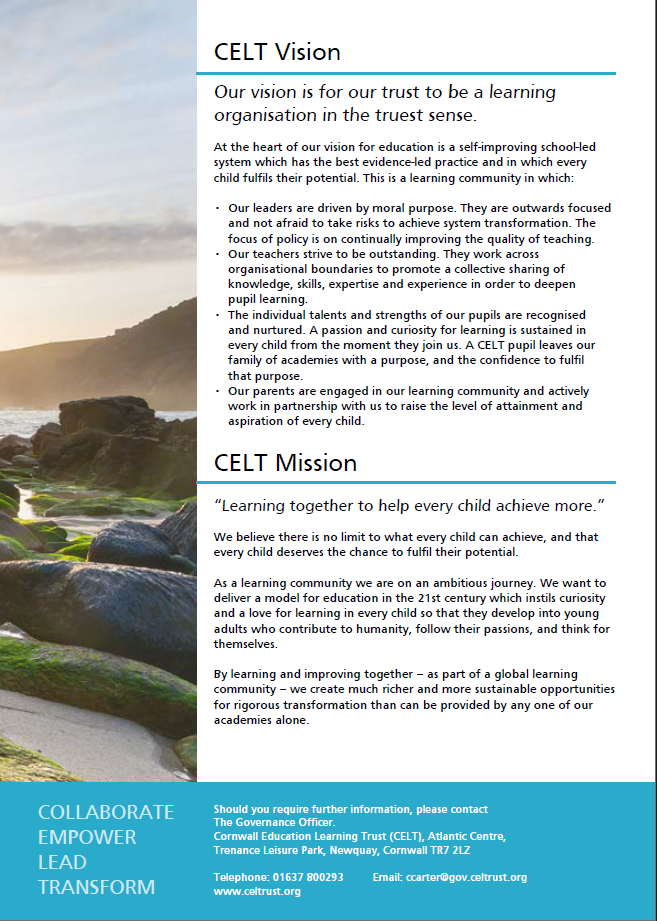 CELT Vision
Our vision is for our trust to be a learning
organisation in the truest sense.
At the heart of our vision for education is a self-improving school-led
system which has the best evidence-led practice and in which every
child fulfils their potential. This is a learning community in which:
· Our leaders are driven by moral purpose. They are outwards focused
and not afraid to take risks to achieve system transformation. The
focus of policy is on continually improving the quality of teaching.
· Our teachers strive to be outstanding. They work across
organisational boundaries to promote a collective sharing of
knowledge, skills, expertise and experience in order to deepen
pupil learning.
· The individual talents and strengths of our pupils are recognised
and nurtured. A passion and curiosity for learning is sustained in
every child from the moment they join us. A CELT pupil leaves our
family of academies with a purpose, and the confidence to fulfil
that purpose.
· Our parents are engaged in our learning community and actively
work in partnership with us to raise the level of attainment and
aspiration of every child.
CELT Mission
“Learning together to help every child achieve more.”
We believe there is no limit to what every child can achieve, and that
every child deserves the chance to fulfil their potential.
As a learning community we are on an ambitious journey. We want to
deliver a model for education in the 21st century which instils curiosity
and a love for learning in every child so that they develop into young
adults who contribute to humanity, follow their passions, and think for
themselves.
By learning and improving together – as part of a global learning
community – we create much richer and more sustainable opportunities
for rigorous transformation than can be provided by any one of our
academies alone.
COLLABORATE
EMPOWER
LEAD
TRANSFORM
Should you require further information, please contact
The Governance Officer.
Cornwall Education Learning Trust (CELT), Atlantic Centre,
Trenance Leisure Park, Newquay, Cornwall TR7 2LZ
Telephone: 01637 800293 Email: ccarter@gov.celtrust.org
www.celtrust.org